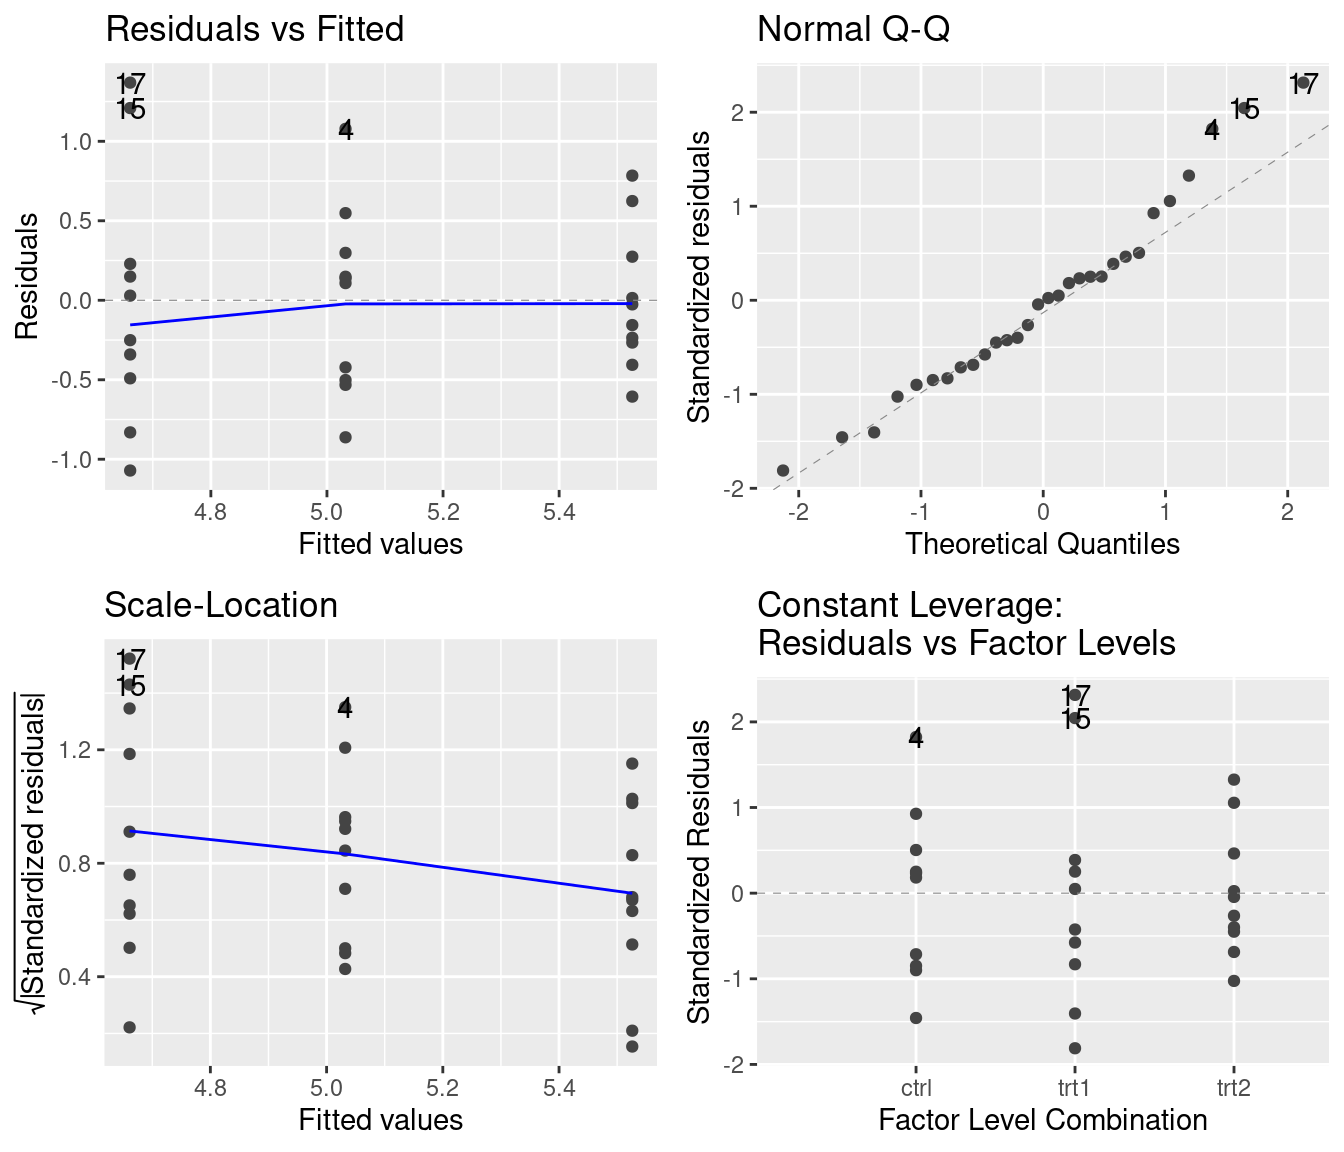 Residuals vs Fitted
17
15
4
1.0
0.5
0.0
-0.5
-1.0
Residuals
4.8 5.0 5.2 5.4
Fitted values
Normal Q-Q
17
15
4
2
1
0
-1
-2
Standardized residuals
-2 -1 0 1 2
Theoretical Quantiles
Scale-Location
17
15
4
1.2
0.8
0.4
√|Standardized residuals|
4.8 5.0 5.2 5.4
Fitted values
Constant Leverage:
Residuals vs Factor Levels
17
15
4
2
1
0
-1
-2
Standardized Residuals
ctrl trt1 trt2
Factor Level Combination